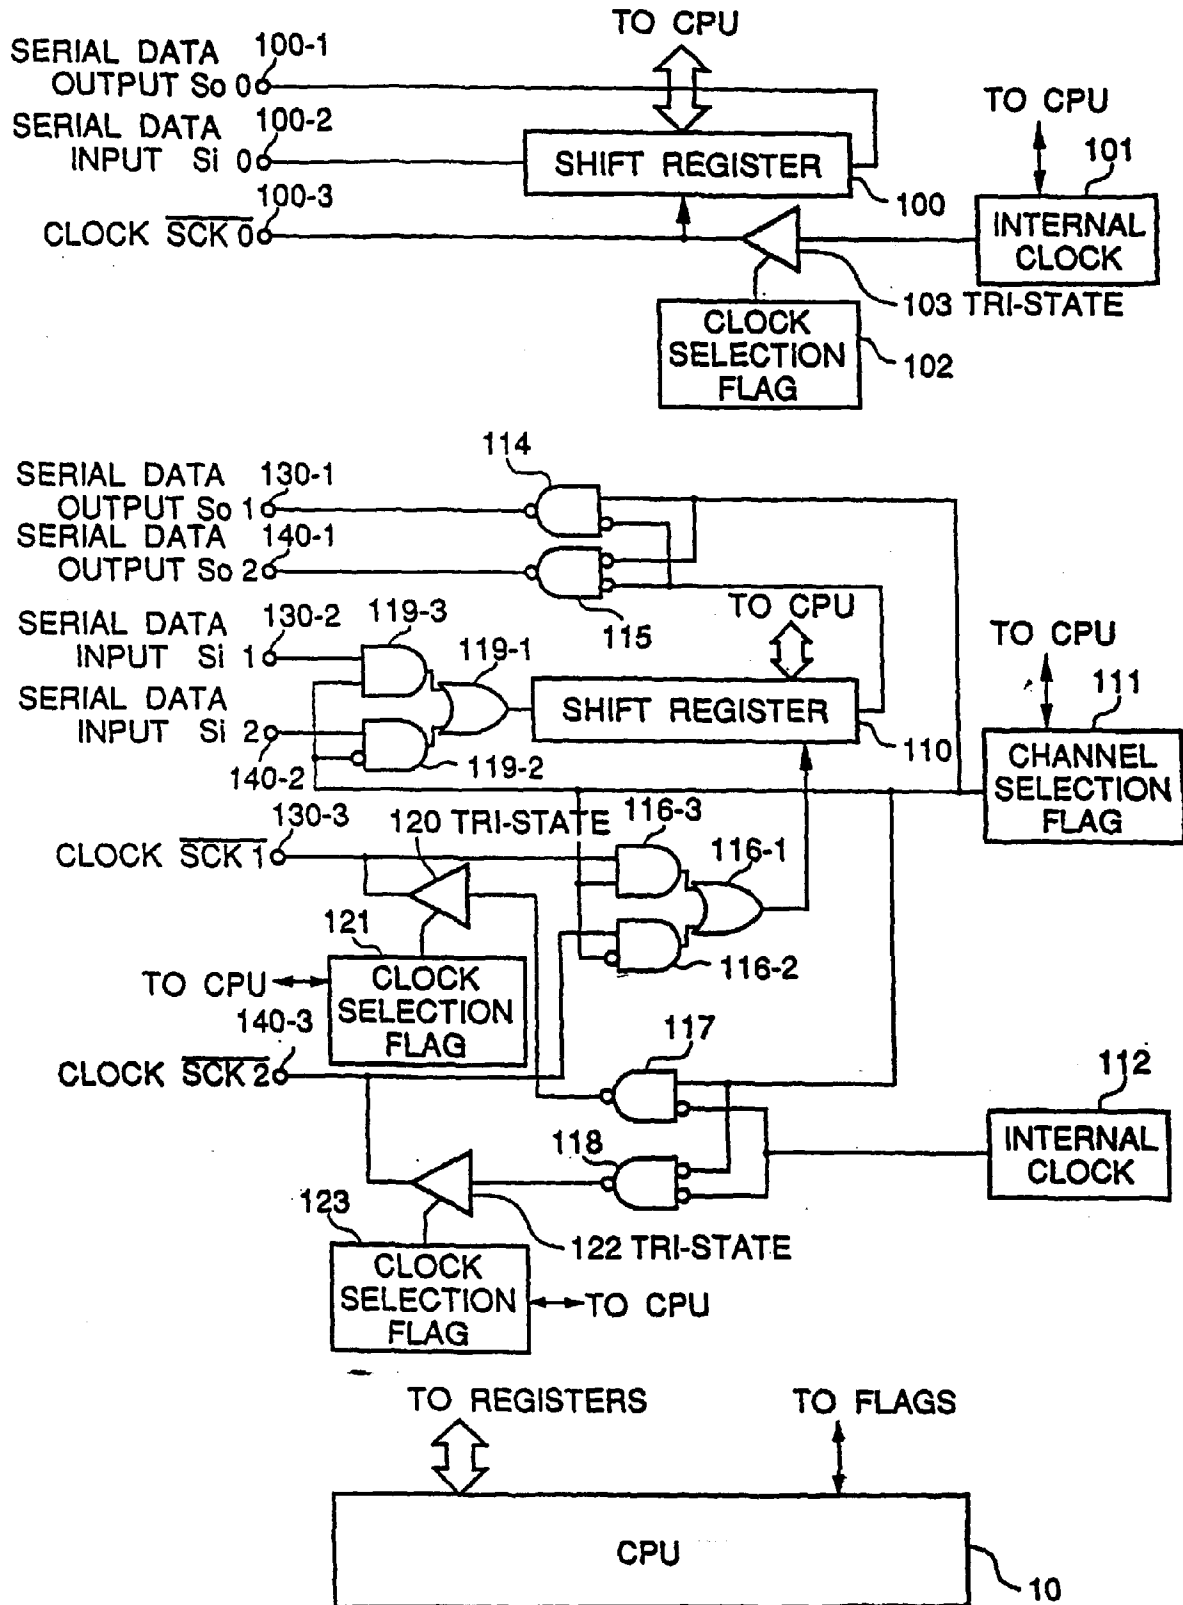 TO CPU
SERIAL DATA 100-1
OUTPUT So 0
SERIAL DATA 100-2
INPUT Si 0
TO CPU
101
SHIFT REGISTER
100
100-3
CLOCK SCK 0
INTERNAL
CLOCK
103 TRI-STATE
CLOCK
SELECTION
FLAG
102
114
SERIAL DATA 130-1
OUTPUT So 1
SERIAL DATA 140-1
OUTPUT So 2
115
TO CPU
119-3
SERIAL DATA 130-2
INPUT Si 1
119-1
TO CPU
111
SERIAL DATA
INPUT Si 2
SHIFT REGISTER
110
140-2
119-2
CHANNEL
SELECTION
FLAG
130-3
120 TRI-STATE
116-3
CLOCK SCK 1
116-1
121
116-2
TO CPU
CLOCK
SELECTION
FLAG
140-3
117
CLOCK SCK 2
112
118
INTERNAL
CLOCK
123
122 TRI-STATE
CLOCK
SELECTION
FLAG
TO CPU
TO REGISTERS
TO FLAGS
CPU
10